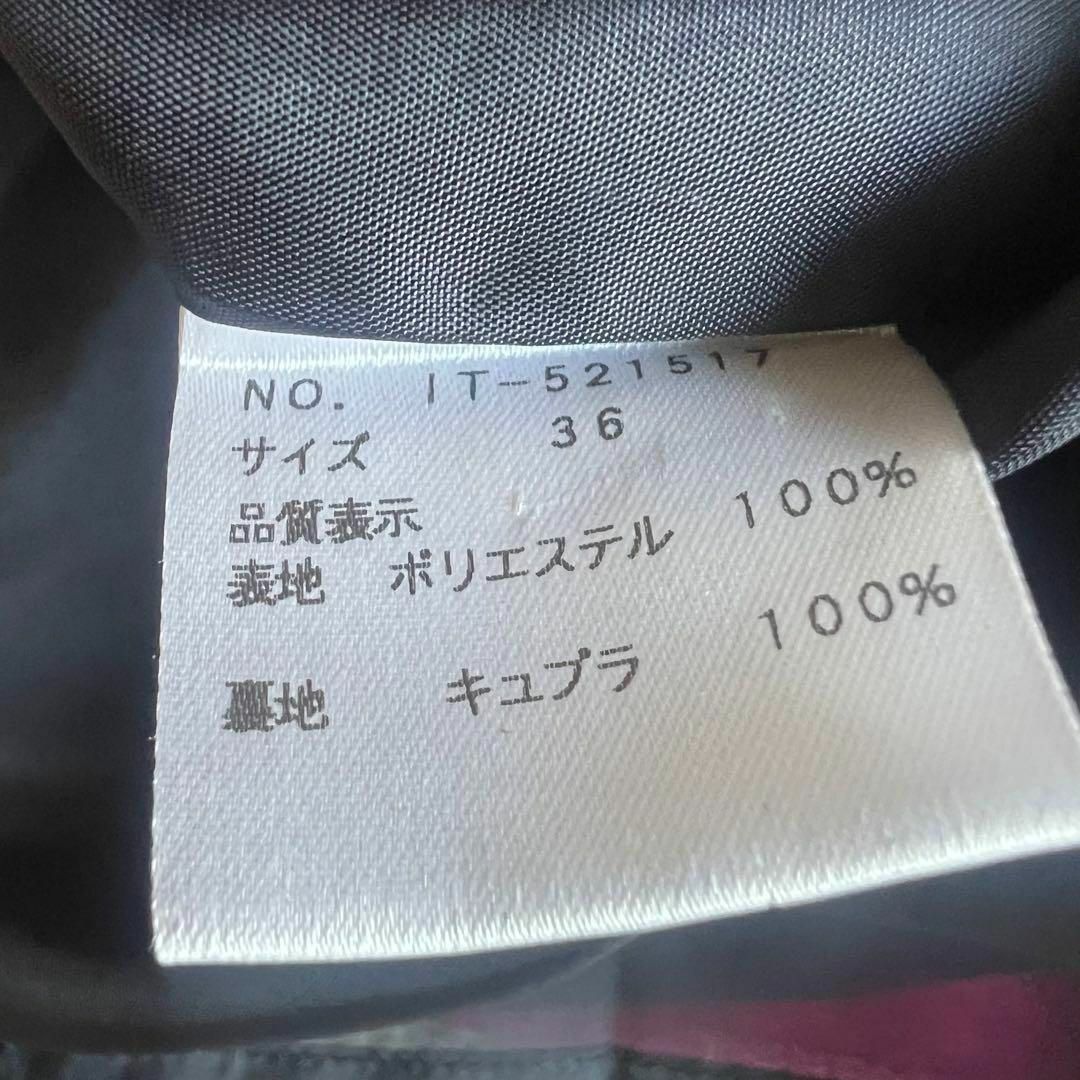 NO. IT-521517
サイズ 36
品質表示
表地 ポリエステル 100%
裏地 キュプラ 100%